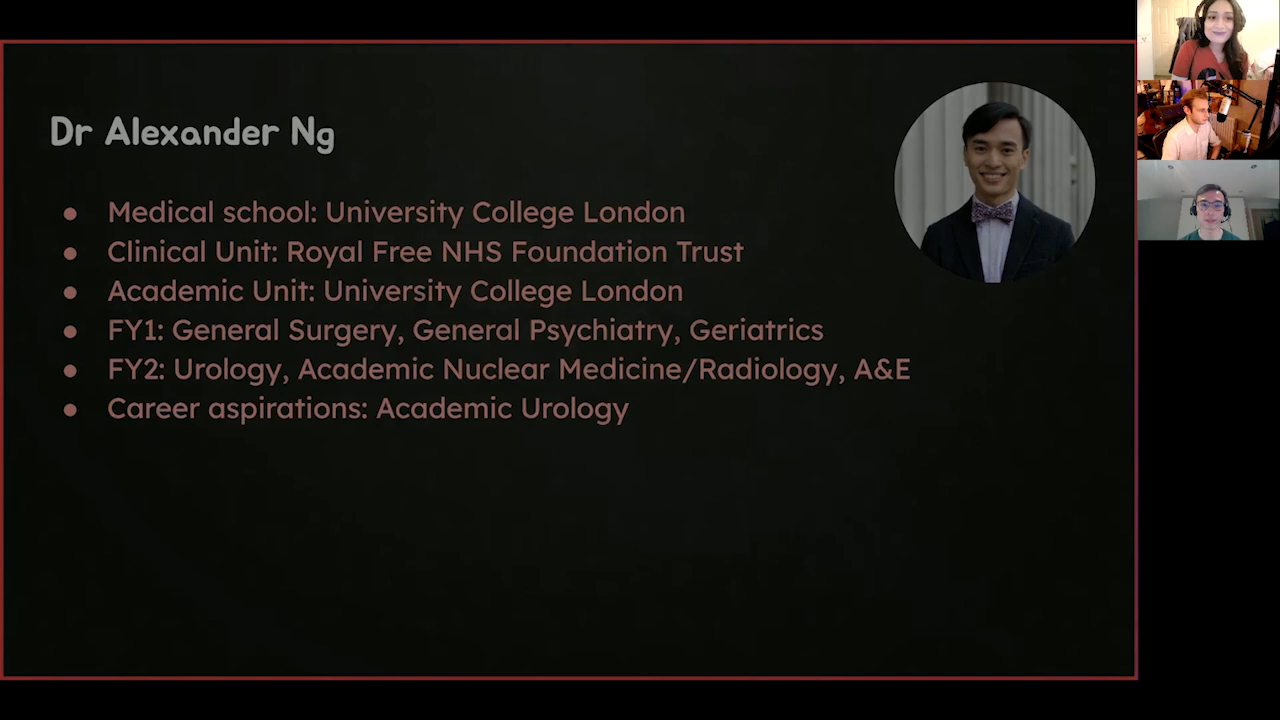 Dr Alexander Ng
● Medical school: University College London
● Clinical Unit: Royal Free NHS Foundation Trust
● Academic Unit: University College London
● FY1: General Surgery, General Psychiatry, Geriatrics
● FY2: Urology, Academic Nuclear Medicine/Radiology, A&E
● Career aspirations: Academic Urology